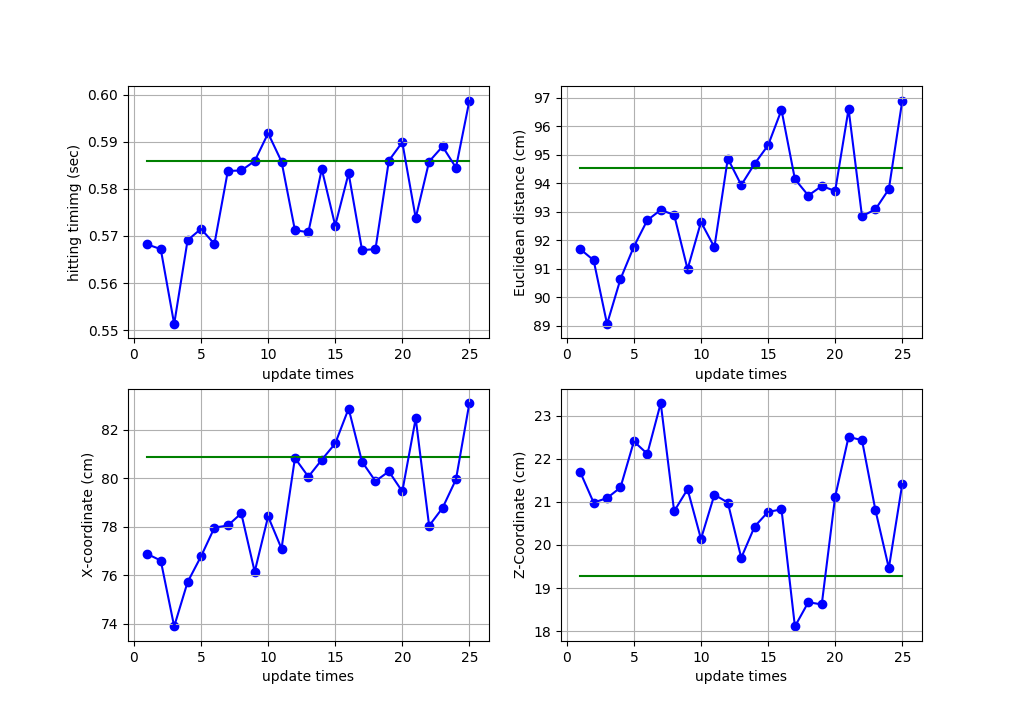 hitting timimg (sec)
0.60
0.59
0.58
0.57
0.56
0.55
0 5 10 15 20 25
update times
Euclidean distance (cm)
97
96
95
94
93
92
91
90
89
0 5 10 15 20 25
update times
X-coordinate (cm)
82
80
78
76
74
0 5 10 15 20 25
update times
Z-Coordinate (cm)
23
22
21
20
19
18
0 5 10 15 20 25
update times